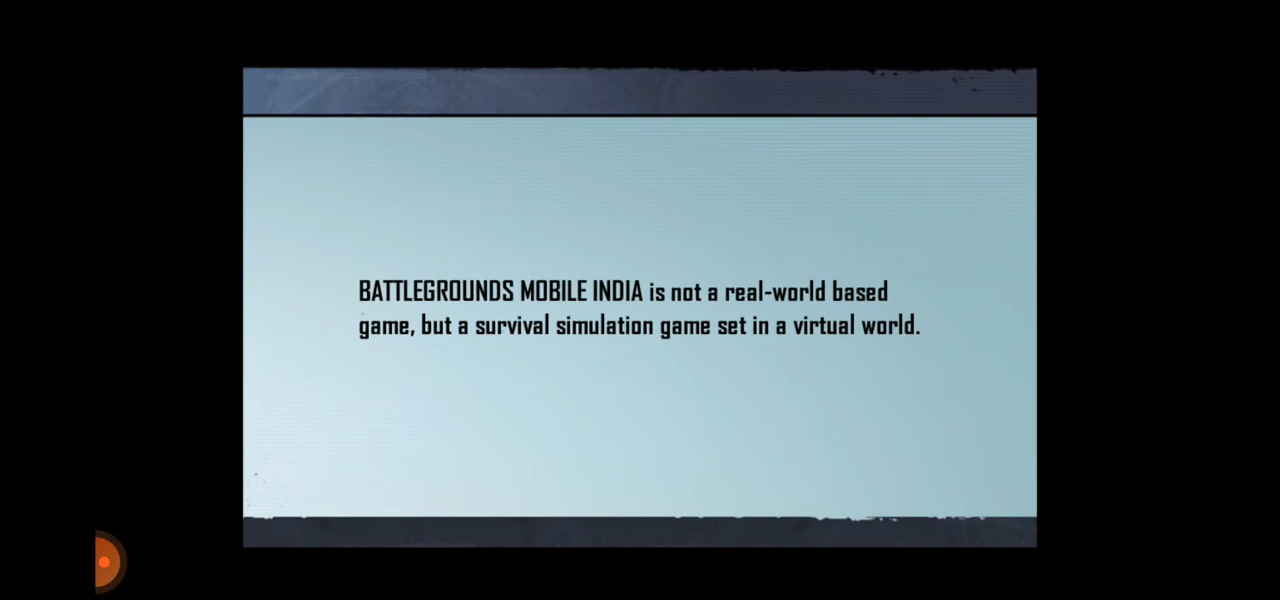 BATTLEGROUNDS MOBILE INDIA is not a real-world based
game, but a survival simulation game set in a virtual world.